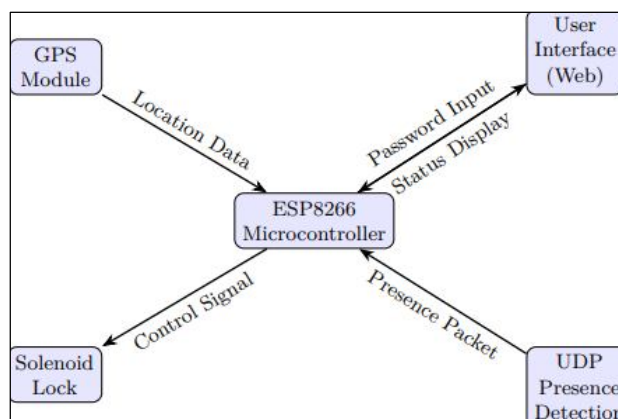 GPS
Module
User
Interface
(Web)
Location Data
Password Input
Status Display
ESP8266
Microcontroller
Control Signal
Presence Packet
Solenoid
Lock
UDP
Presence
Detection